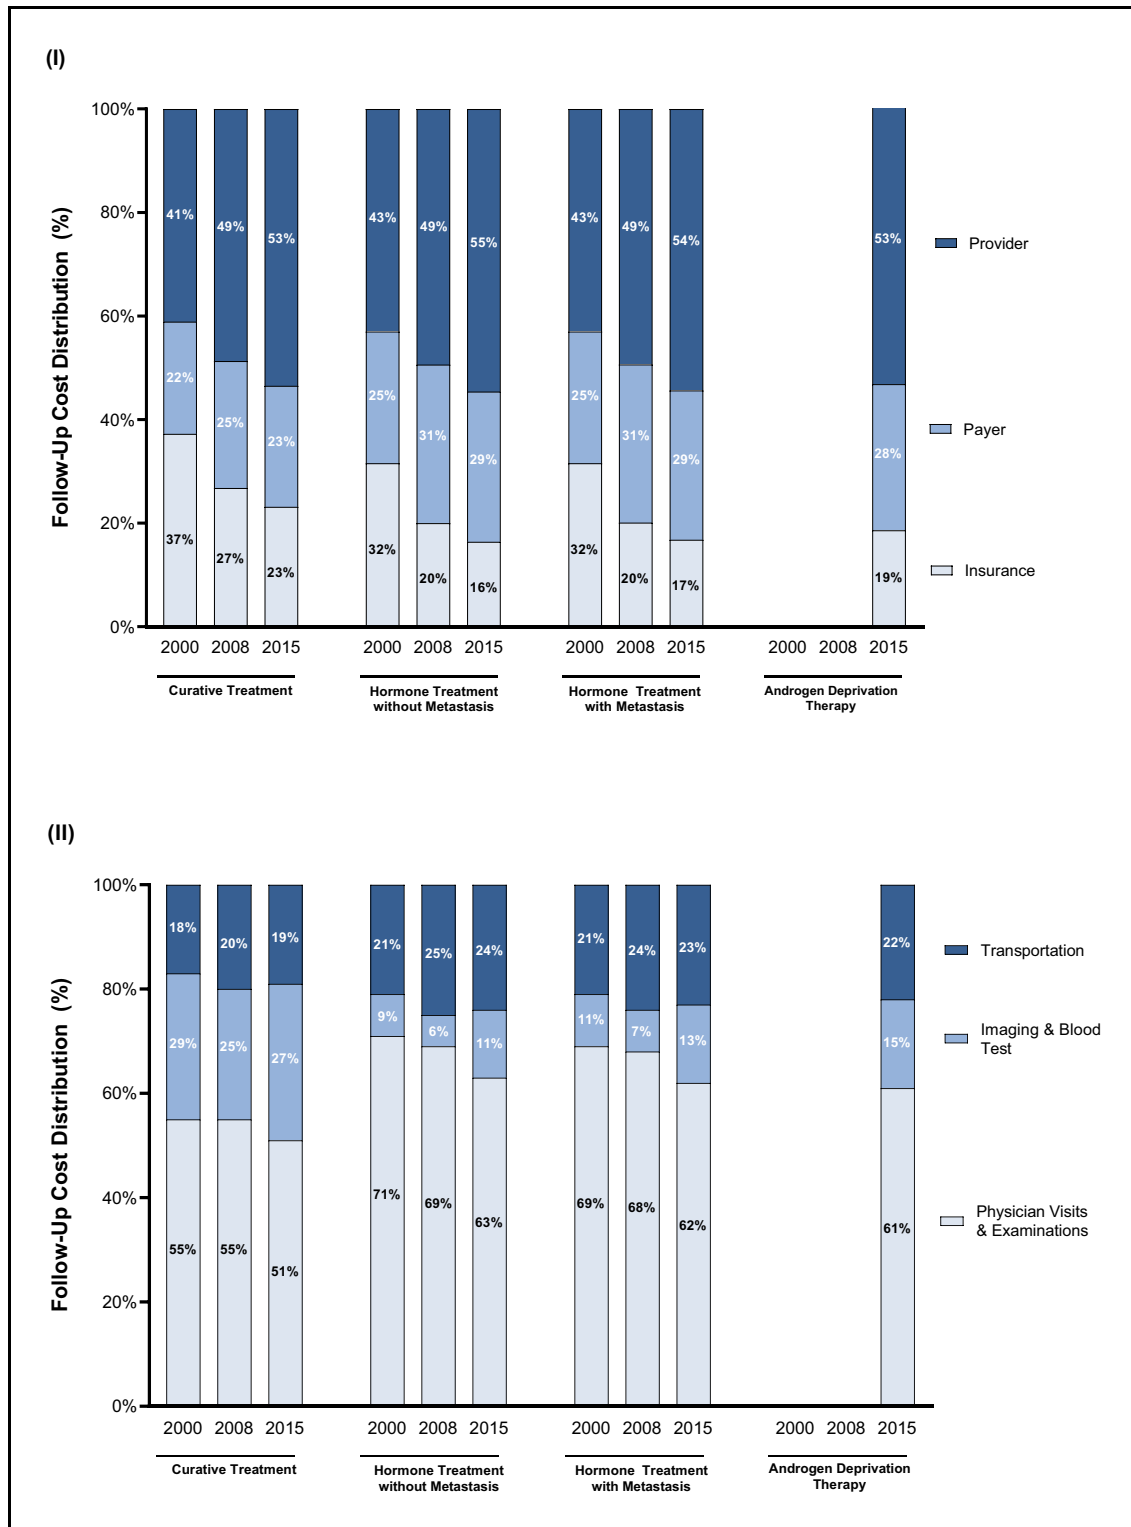 (I)
Follow-Up Cost Distribution (%)
100%
80%
60%
40%
20%
0%
41%
49%
53%
43%
49%
55%
43%
49%
54%
53%
22%
25%
23%
25%
31%
29%
25%
31%
29%
28%
37%
27%
23%
32%
20%
16%
32%
20%
17%
19%
Provider
Payer
Insurance
2000 2008 2015
2000 2008 2015
2000 2008 2015
2000 2008 2015
Curative Treatment
Hormone Treatment
without Metastasis
Hormone Treatment
with Metastasis
Androgen Deprivation
Therapy
(II)
Follow-Up Cost Distribution (%)
100%
80%
60%
40%
20%
0%
18%
20%
19%
21%
25%
24%
21%
24%
23%
22%
29%
25%
27%
9%
6%
11%
11%
7%
13%
15%
55%
55%
51%
71%
69%
63%
69%
68%
62%
61%
Transportation
Imaging & Blood
Test
Physician Visits
& Examinations
2000 2008 2015
2000 2008 2015
2000 2008 2015
2000 2008 2015
Curative Treatment
Hormone Treatment
without Metastasis
Hormone Treatment
with Metastasis
Androgen Deprivation
Therapy